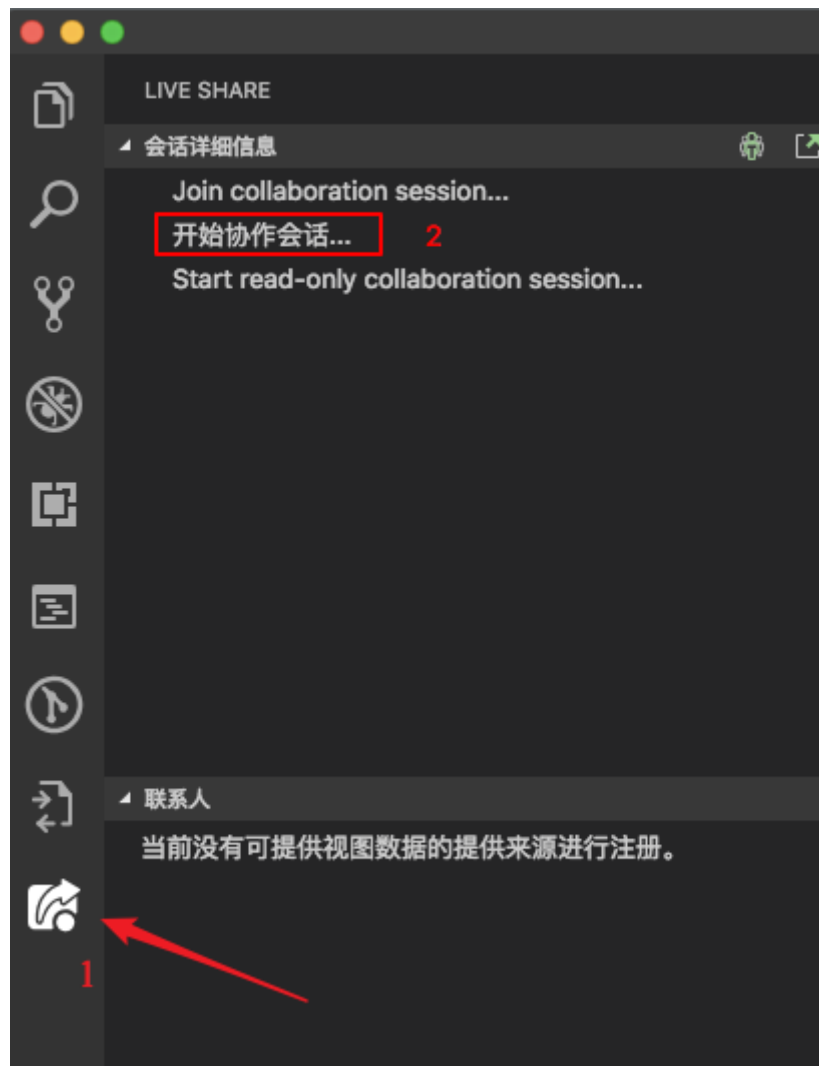 LIVE SHARE
会话详细信息
Join collaboration session...
开始协作会话... 2
Start read-only collaboration session...
联系人
当前没有可提供视图数据的提供来源进行注册。
1